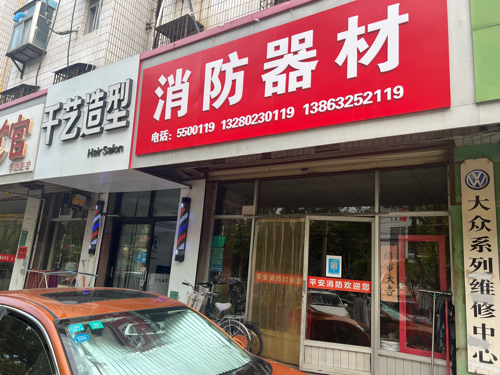 千艺造型
Hair Salon
消防器材
电话：5500119 13280230119 13863252119
大众系列维修中心
平安消防欢迎您